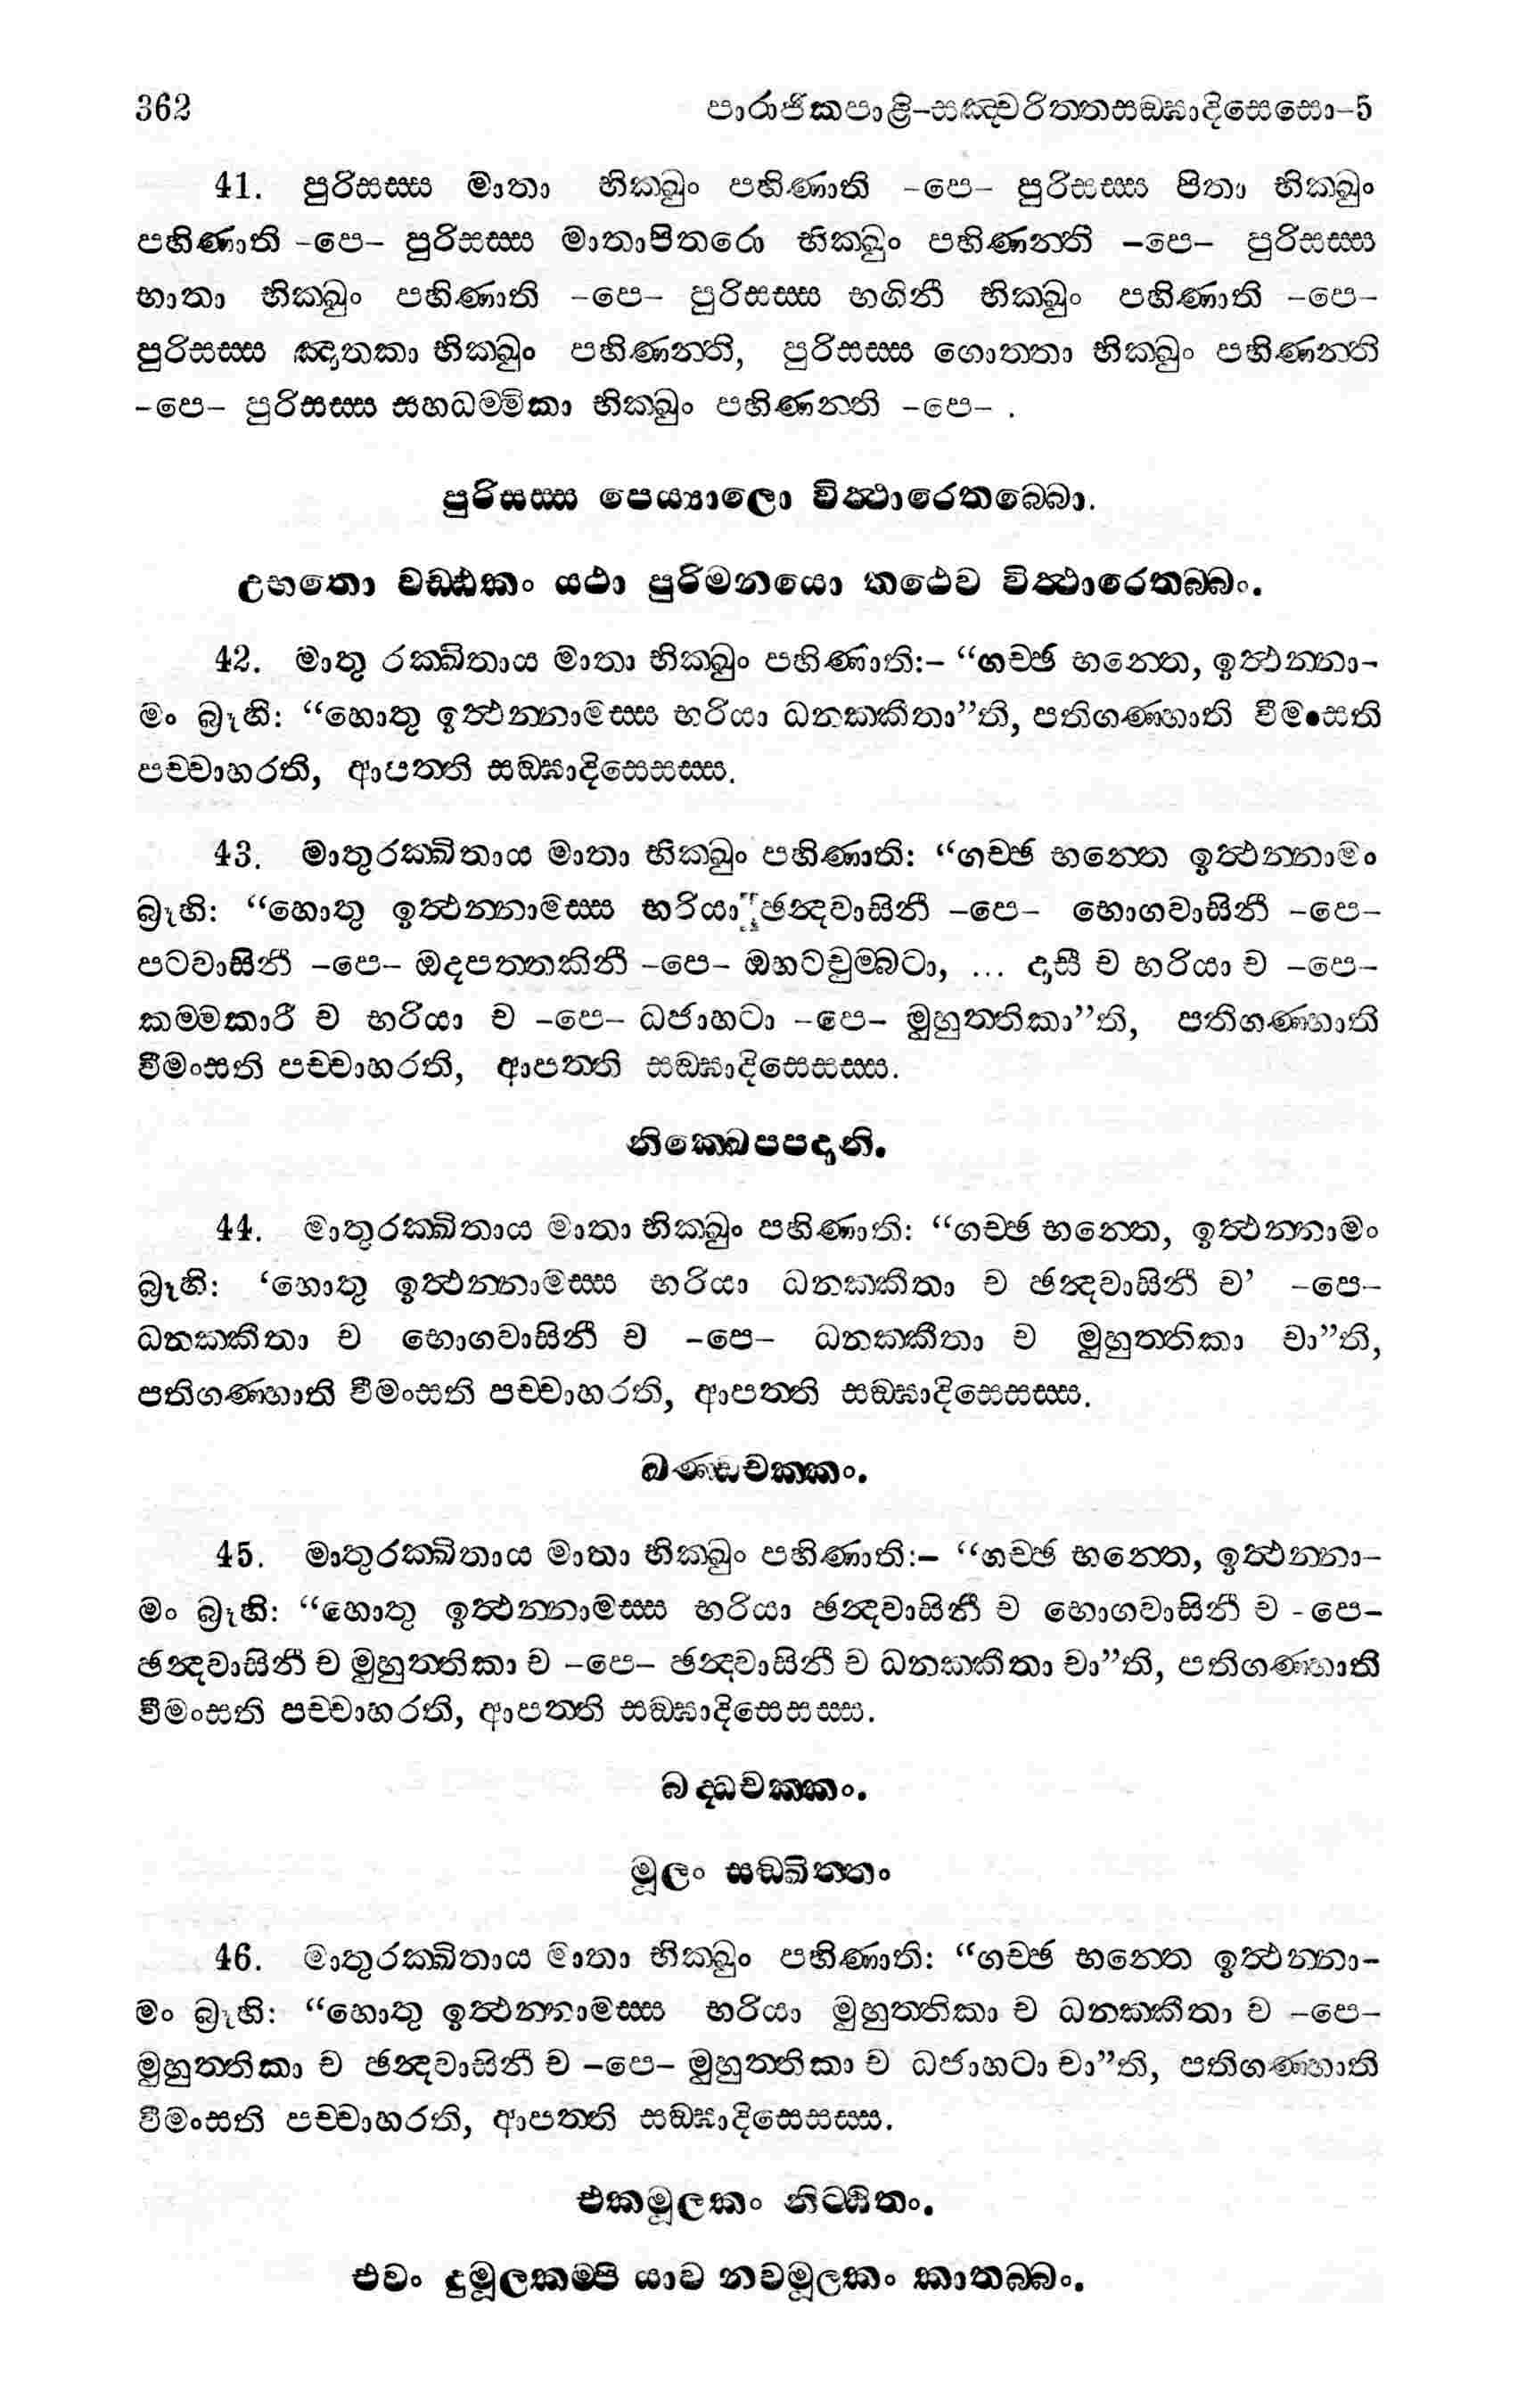 362 පාරාජිකපාළි-සඤ්චරිත්තසඞ්ඝාදිසෙසො-5
41. පුරිසස්ස මාතා භික්ඛුං පහිණාති -පෙ- පුරිසස්ස පිතා භික්ඛුං
පහිණාති -පෙ- පුරිසස්ස මාතාපිතරො භික්ඛුං පහිණන්ති -පෙ- පුරිසස්ස
භාතා භික්ඛුං පහිණාති -පෙ- පුරිසස්ස භගිනී භික්ඛුං පහිණාති -පෙ-
පුරිසස්ස ඤාතකා භික්ඛුං පහිණන්ති, පුරිසස්ස ගොත්තා භික්ඛුං පහිණන්ති
-පෙ- පුරිසස්ස සහධම්මිකා භික්ඛුං පහිණන්ති -පෙ- .
පුරිසස්ස පෙය්‍යාලො විත්ථාරෙතබ්බො.
උභතො වඩ්ඪකං යථා පුරිමනයො තථෙව විත්ථාරෙතබ්බං.
42. මාතු රක්ඛිතාය මාතා භික්ඛුං පහිණාති:- “ගච්ඡ භන්තෙ, ඉත්ථන්නා-
මං බ්‍රූහි: “හොතු ඉත්ථන්නාමස්ස භරියා ධනක්කීතා”ති, පතිගණ්හාති වීමංසති
පච්චාහරති, ආපත්ති සඞ්ඝාදිසෙසස්ස.
43. මාතුරක්ඛිතාය මාතා භික්ඛුං පහිණාති: “ගච්ඡ භන්තෙ ඉත්ථන්නාමං
බ්‍රූහි: “හොතු ඉත්ථන්නාමස්ස භරියා ඡන්දවාසිනී -පෙ- භොගවාසිනී -පෙ-
පටවාසිනී -පෙ- ඔදපත්තකිනී -පෙ- ඔභටචුම්බටා, ... දාසී ච භරියා ච -පෙ-
කම්මකාරී ච භරියා ච -පෙ- ධජාහටා -පෙ- මුහුත්තිකා”ති, පතිගණ්හාති
වීමංසති පච්චාහරති, ආපත්ති සඞ්ඝාදිසෙසස්ස.
නික්ඛෙපපදානි.
44. මාතුරක්ඛිතාය මාතා භික්ඛුං පහිණාති: “ගච්ඡ භන්තෙ, ඉත්ථන්නාමං
බ්‍රූහි: ‘හොතු ඉත්ථන්නාමස්ස භරියා ධනක්කීතා ච ඡන්දවාසිනී ච’ -පෙ-
ධනක්කීතා ච භොගවාසිනී ච -පෙ- ධනක්කීතා ච මුහුත්තිකා චා”ති,
පතිගණ්හාති වීමංසති පච්චාහරති, ආපත්ති සඞ්ඝාදිසෙසස්ස.
ඛණ්ඩචක්කං.
45. මාතුරක්ඛිතාය මාතා භික්ඛුං පහිණාති:- “ගච්ඡ භන්තෙ, ඉත්ථන්නා-
මං බ්‍රූහි: “හොතු ඉත්ථන්නාමස්ස භරියා ඡන්දවාසිනී ච භොගවාසිනී ච -පෙ-
ඡන්දවාසිනී ච මුහුත්තිකා ච -පෙ- ඡන්දවාසිනී ච ධනක්කීතා චා”ති, පතිගණ්හාති
වීමංසති පච්චාහරති, ආපත්ති සඞ්ඝාදිසෙසස්ස.
බද්ධචක්කං.
මූලං සඞ්ඛිත්තං
46. මාතුරක්ඛිතාය මාතා භික්ඛුං පහිණාති: “ගච්ඡ භන්තෙ ඉත්ථන්නා-
මං බ්‍රූහි: “හොතු ඉත්ථන්නාමස්ස භරියා මුහුත්තිකා ච ධනක්කීතා ච -පෙ-
මුහුත්තිකා ච ඡන්දවාසිනී ච -පෙ- මුහුත්තිකා ච ධජාහටා චා”ති, පතිගණ්හාති
වීමංසති පච්චාහරති, ආපත්ති සඞ්ඝාදිසෙසස්ස.
එකමූලකං නිට්ඨිතං.
එවං දුමූලකම්පි යාව නවමූලකං කාතබ්බං.